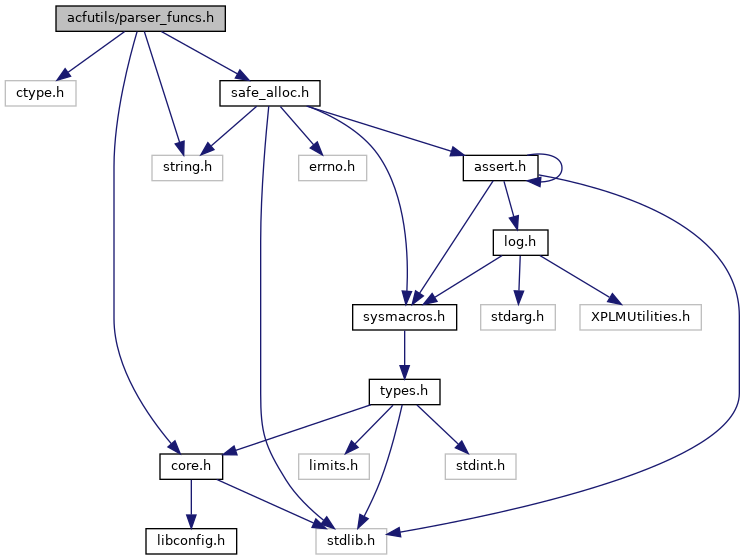 acfutils/parser_funcs.h
ctype.h
safe_alloc.h
string.h
errno.h
assert.h
log.h
sysmacros.h
stdarg.h
XPLMUtilities.h
types.h
core.h
limits.h
stdint.h
libconfig.h
stdlib.h